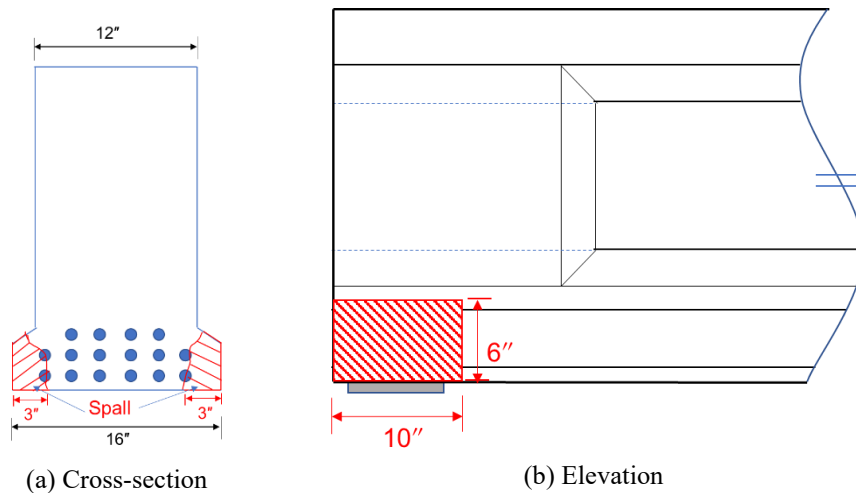 12″
Spall
3″
3″
16″
(a) Cross-section
6″
10″
(b) Elevation